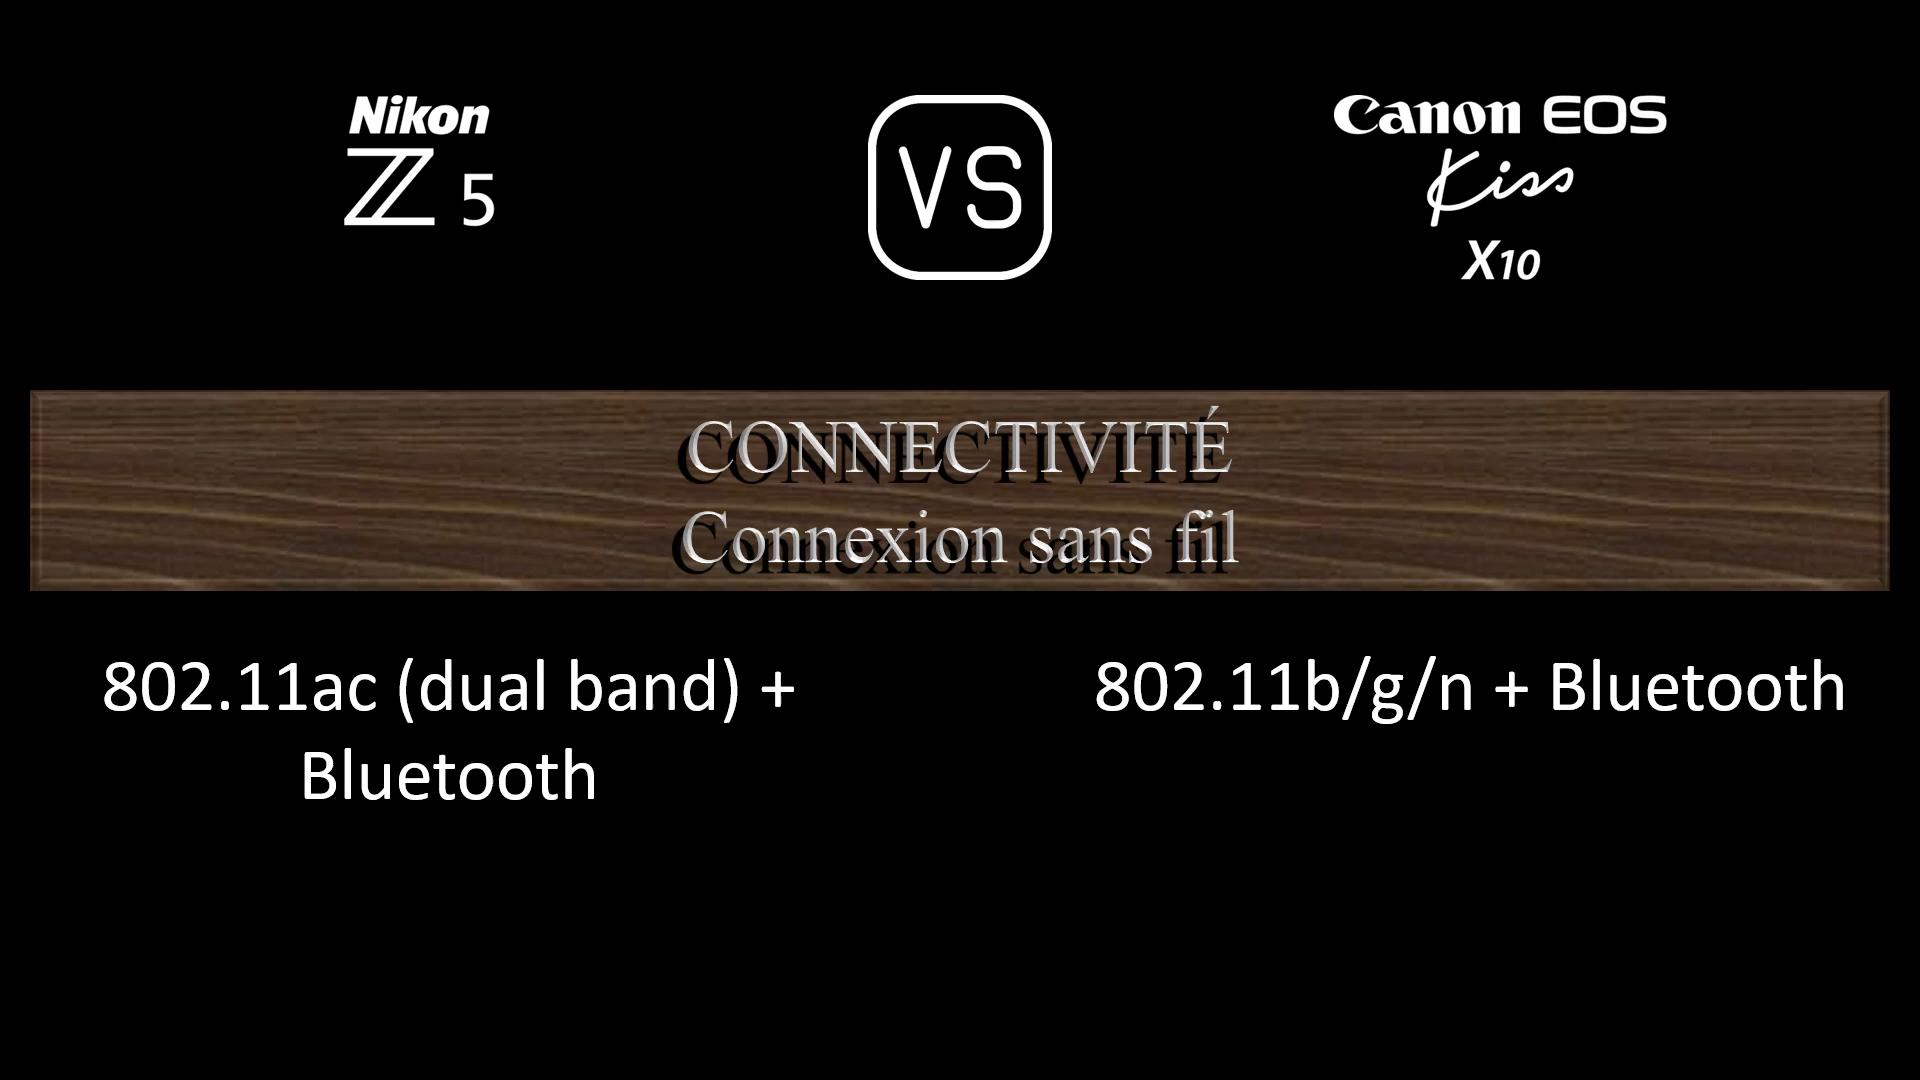 Nikon
Z 5
VS
Canon EOS
Kiss
X10
CONNECTIVITÉ
Connexion sans fil
802.11ac (dual band) +
Bluetooth
802.11b/g/n + Bluetooth